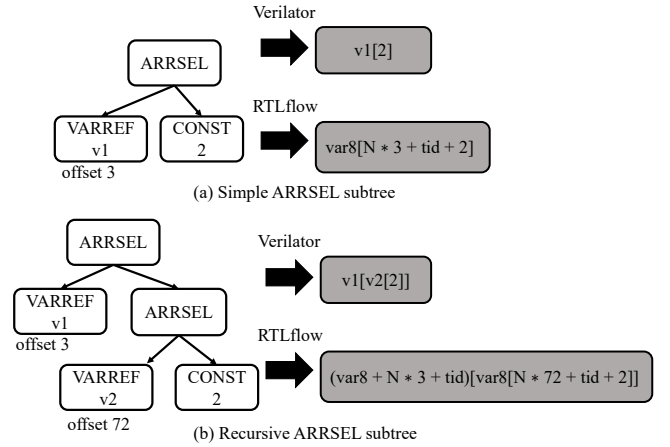 Verilator
ARRSEL
v1[2]
VARREF
v1
CONST
2
offset 3
RTLflow
var8[N * 3 + tid + 2]
(a) Simple ARRSEL subtree
ARRSEL
Verilator
VARREF
v1
offset 3
ARRSEL
v1[v2[2]]
VARREF
v2
offset 72
CONST
2
RTLflow
(var8 + N * 3 + tid)[var8[N * 72 + tid + 2]]
(b) Recursive ARRSEL subtree